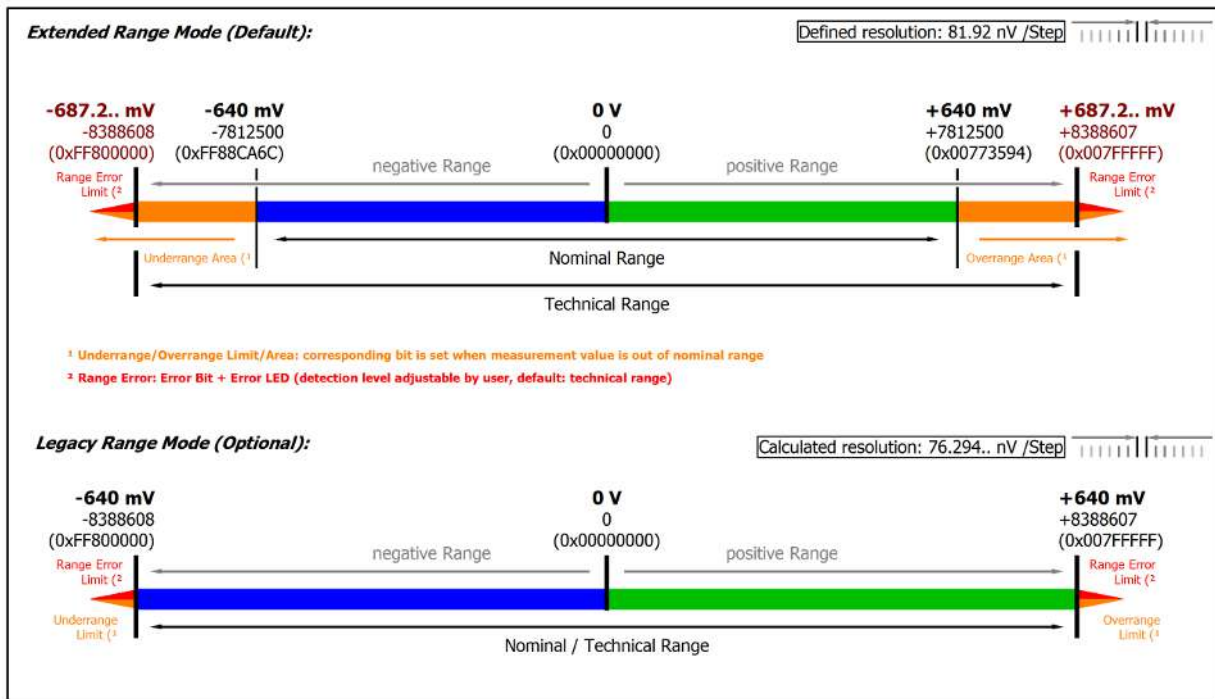 Extended Range Mode (Default):
Defined resolution: 81.92 nV /Step
-687.2.. mV
-8388608
(0xFF800000)
-640 mV
-7812500
(0xFF88CA6C)
0 V
0
(0x00000000)
+640 mV
+7812500
(0x00773594)
+687.2.. mV
+8388607
(0x007FFFFF)
Range Error
Limit (²
negative Range
positive Range
Range Error
Limit (²
Underrange Area (¹
Nominal Range
Overrange Area (¹
Technical Range
¹ Underrange/Overrange Limit/Area: corresponding bit is set when measurement value is out of nominal range
² Range Error: Error Bit + Error LED (detection level adjustable by user, default: technical range)
Legacy Range Mode (Optional):
Calculated resolution: 76.294.. nV /Step
-640 mV
-8388608
(0xFF800000)
0 V
0
(0x00000000)
+640 mV
+8388607
(0x007FFFFF)
Range Error
Limit (²
negative Range
positive Range
Range Error
Limit (²
Underrange
Limit (¹
Nominal / Technical Range
Overrange
Limit (¹